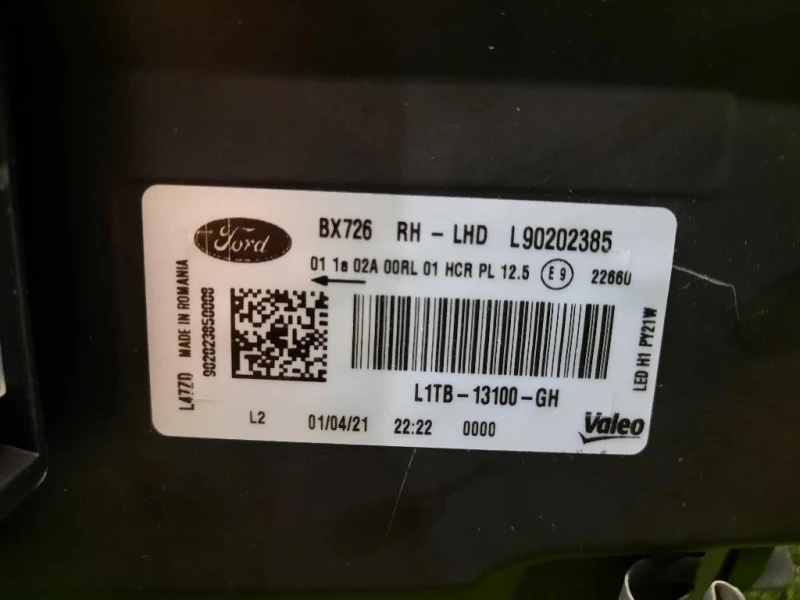 Ford BX726 RH - LHD L90202385
01 1a 02A 00RL 01 HCR PL 12.5 E9 22660
L1TB-13100-GH
L2 01/04/21 22:22 0000 Valeo
MADE IN ROMANIA
LED H1 PY21W